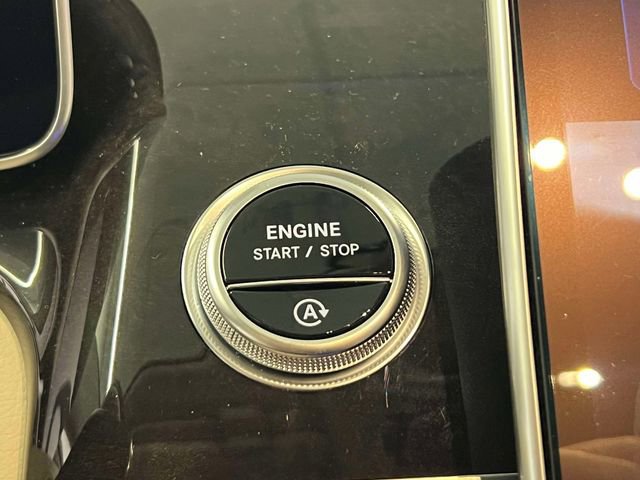 ENGINE
START / STOP
A